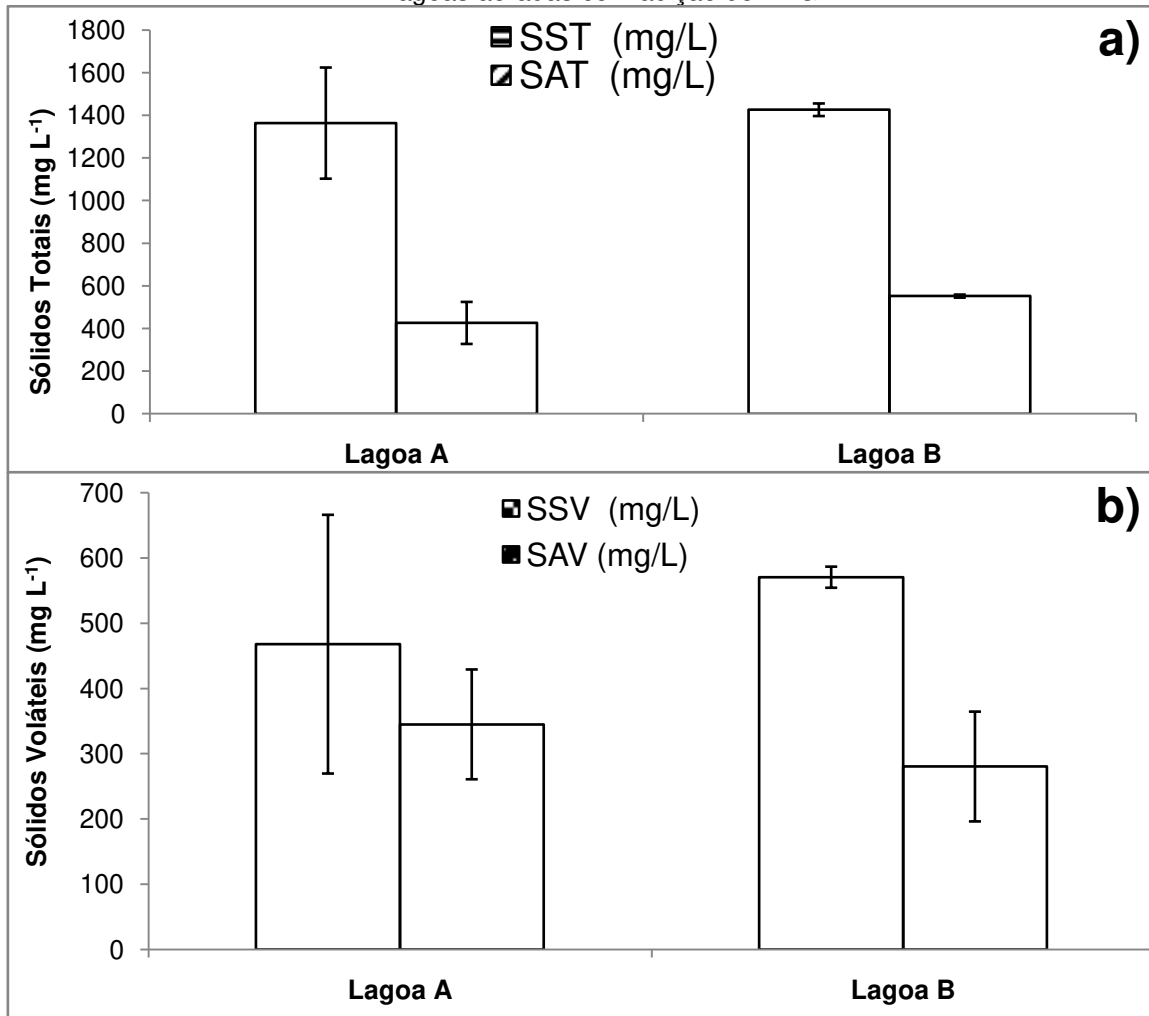 a)
SST (mg/L)
SAT (mg/L)
Sólidos Totais (mg L-1)
1800
1600
1400
1200
1000
800
600
400
200
0
Lagoa A
Lagoa B
b)
SSV (mg/L)
SAV (mg/L)
Sólidos Voláteis (mg L-1)
700
600
500
400
300
200
100
0
Lagoa A
Lagoa B